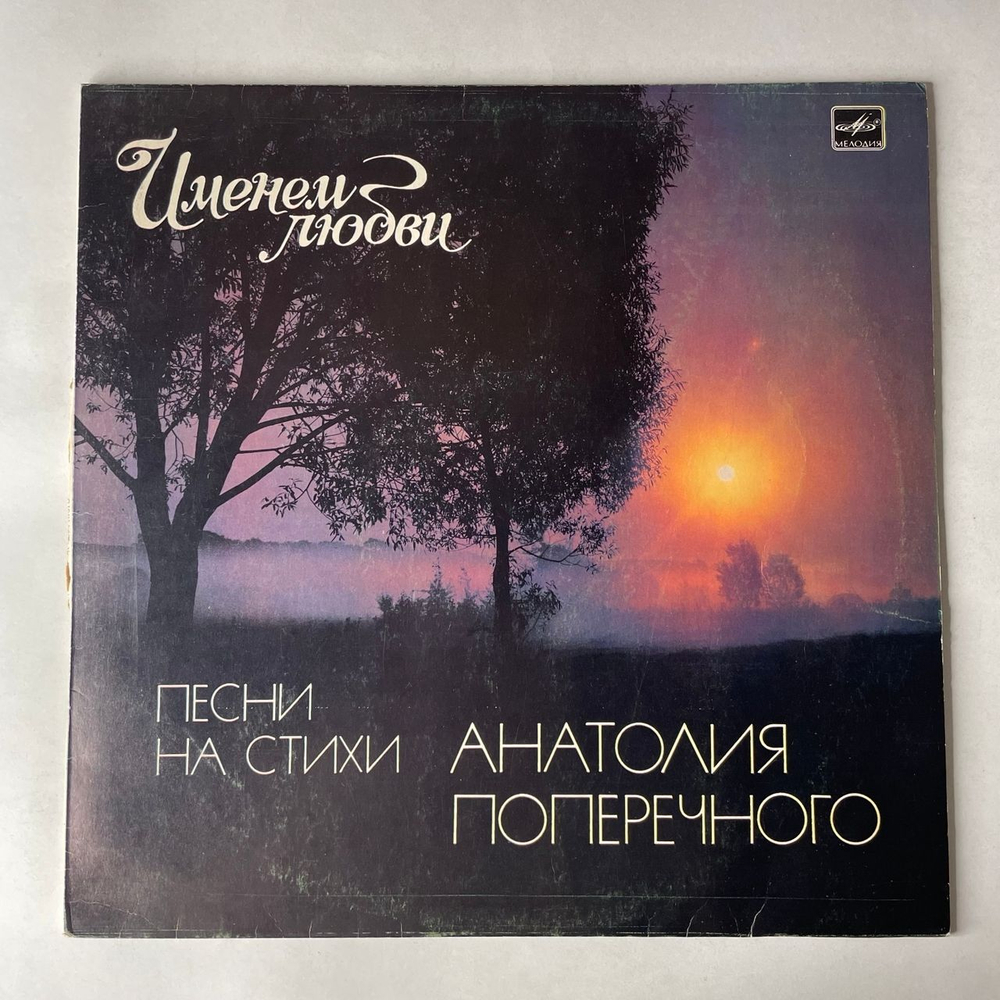 Именем
любви
МЕЛОДИЯ
ПЕСНИ
НА СТИХИ
АНАТОЛИЯ
ПОПЕРЕЧНОГО